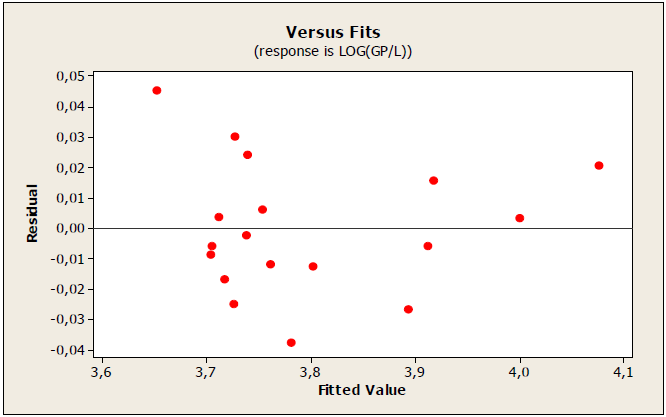 Versus Fits
(response is LOG(GP/L))
0,05
0,04
0,03
0,02
0,01
0,00
-0,01
-0,02
-0,03
-0,04
Residual
3,6 3,7 3,8 3,9 4,0 4,1
Fitted Value